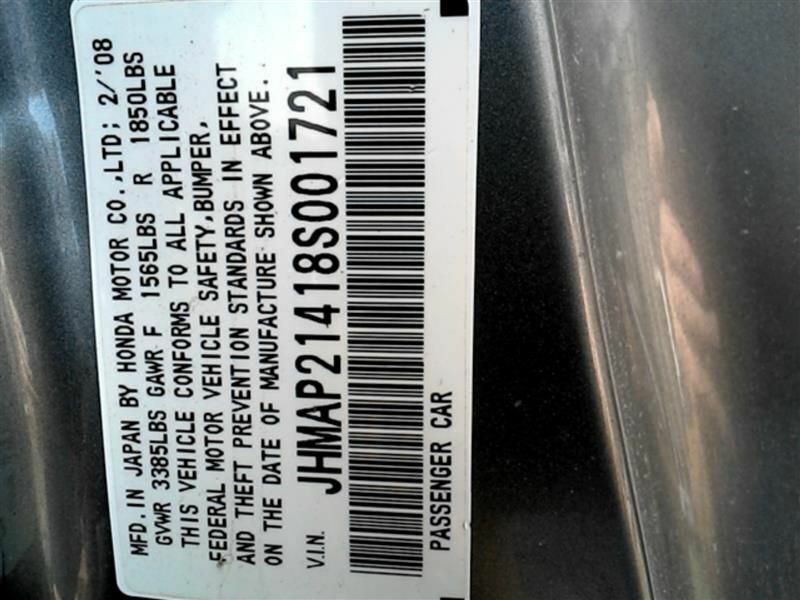 MFD. IN JAPAN BY HONDA MOTOR CO.,LTD; 2/'08
GVWR 3385LBS GAWR F 1565LBS R 1850LBS
THIS VEHICLE CONFORMS TO ALL APPLICABLE
FEDERAL MOTOR VEHICLE SAFETY,BUMPER,
AND THEFT PREVENTION STANDARDS IN EFFECT
ON THE DATE OF MANUFACTURE SHOWN ABOVE.
V.I.N. JHMAP21418S001721
PASSENGER CAR